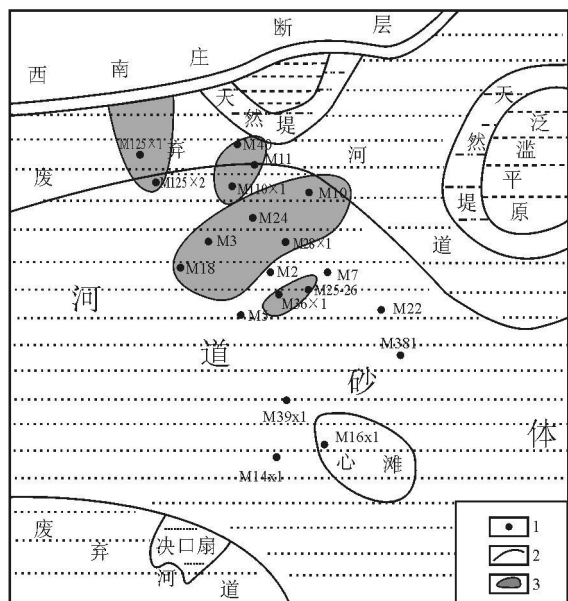 西南庄断层
天然堤
天然堤
泛滥平原
废弃河道
M40
M125×1
M11
M125×2
M110×1
M10
M24
M3
M28×1
M18
M2
M7
M25-26
M36×1
M5
M22
M381
河道砂体
M39x1
M16x1
心滩
M14x1
废弃河道
决口扇
1
2
3